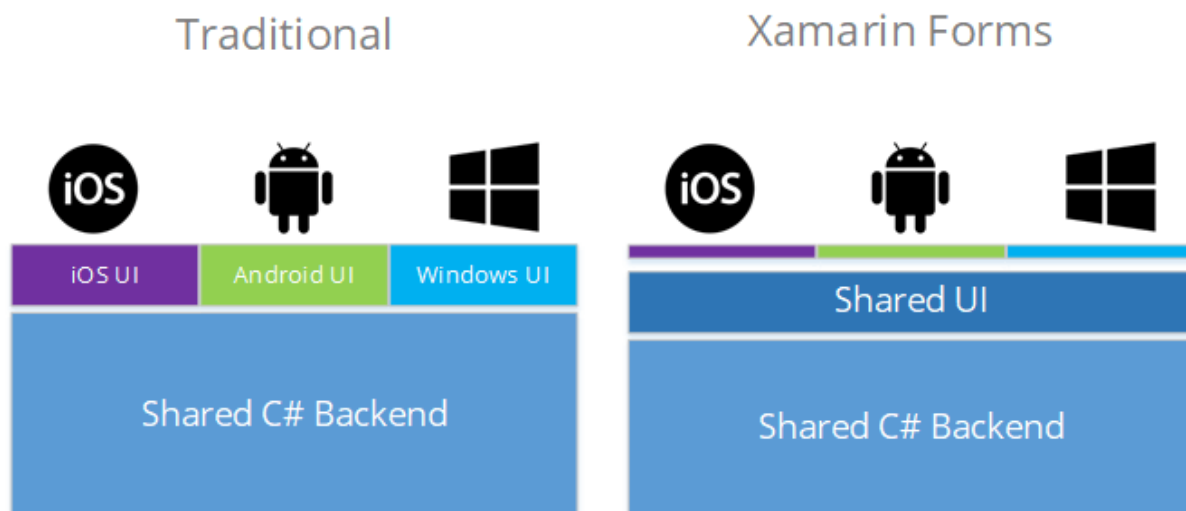 Traditional
Xamarin Forms
iOS
iOS
iOS UI
Android UI
Windows UI
Shared UI
Shared C# Backend
Shared C# Backend